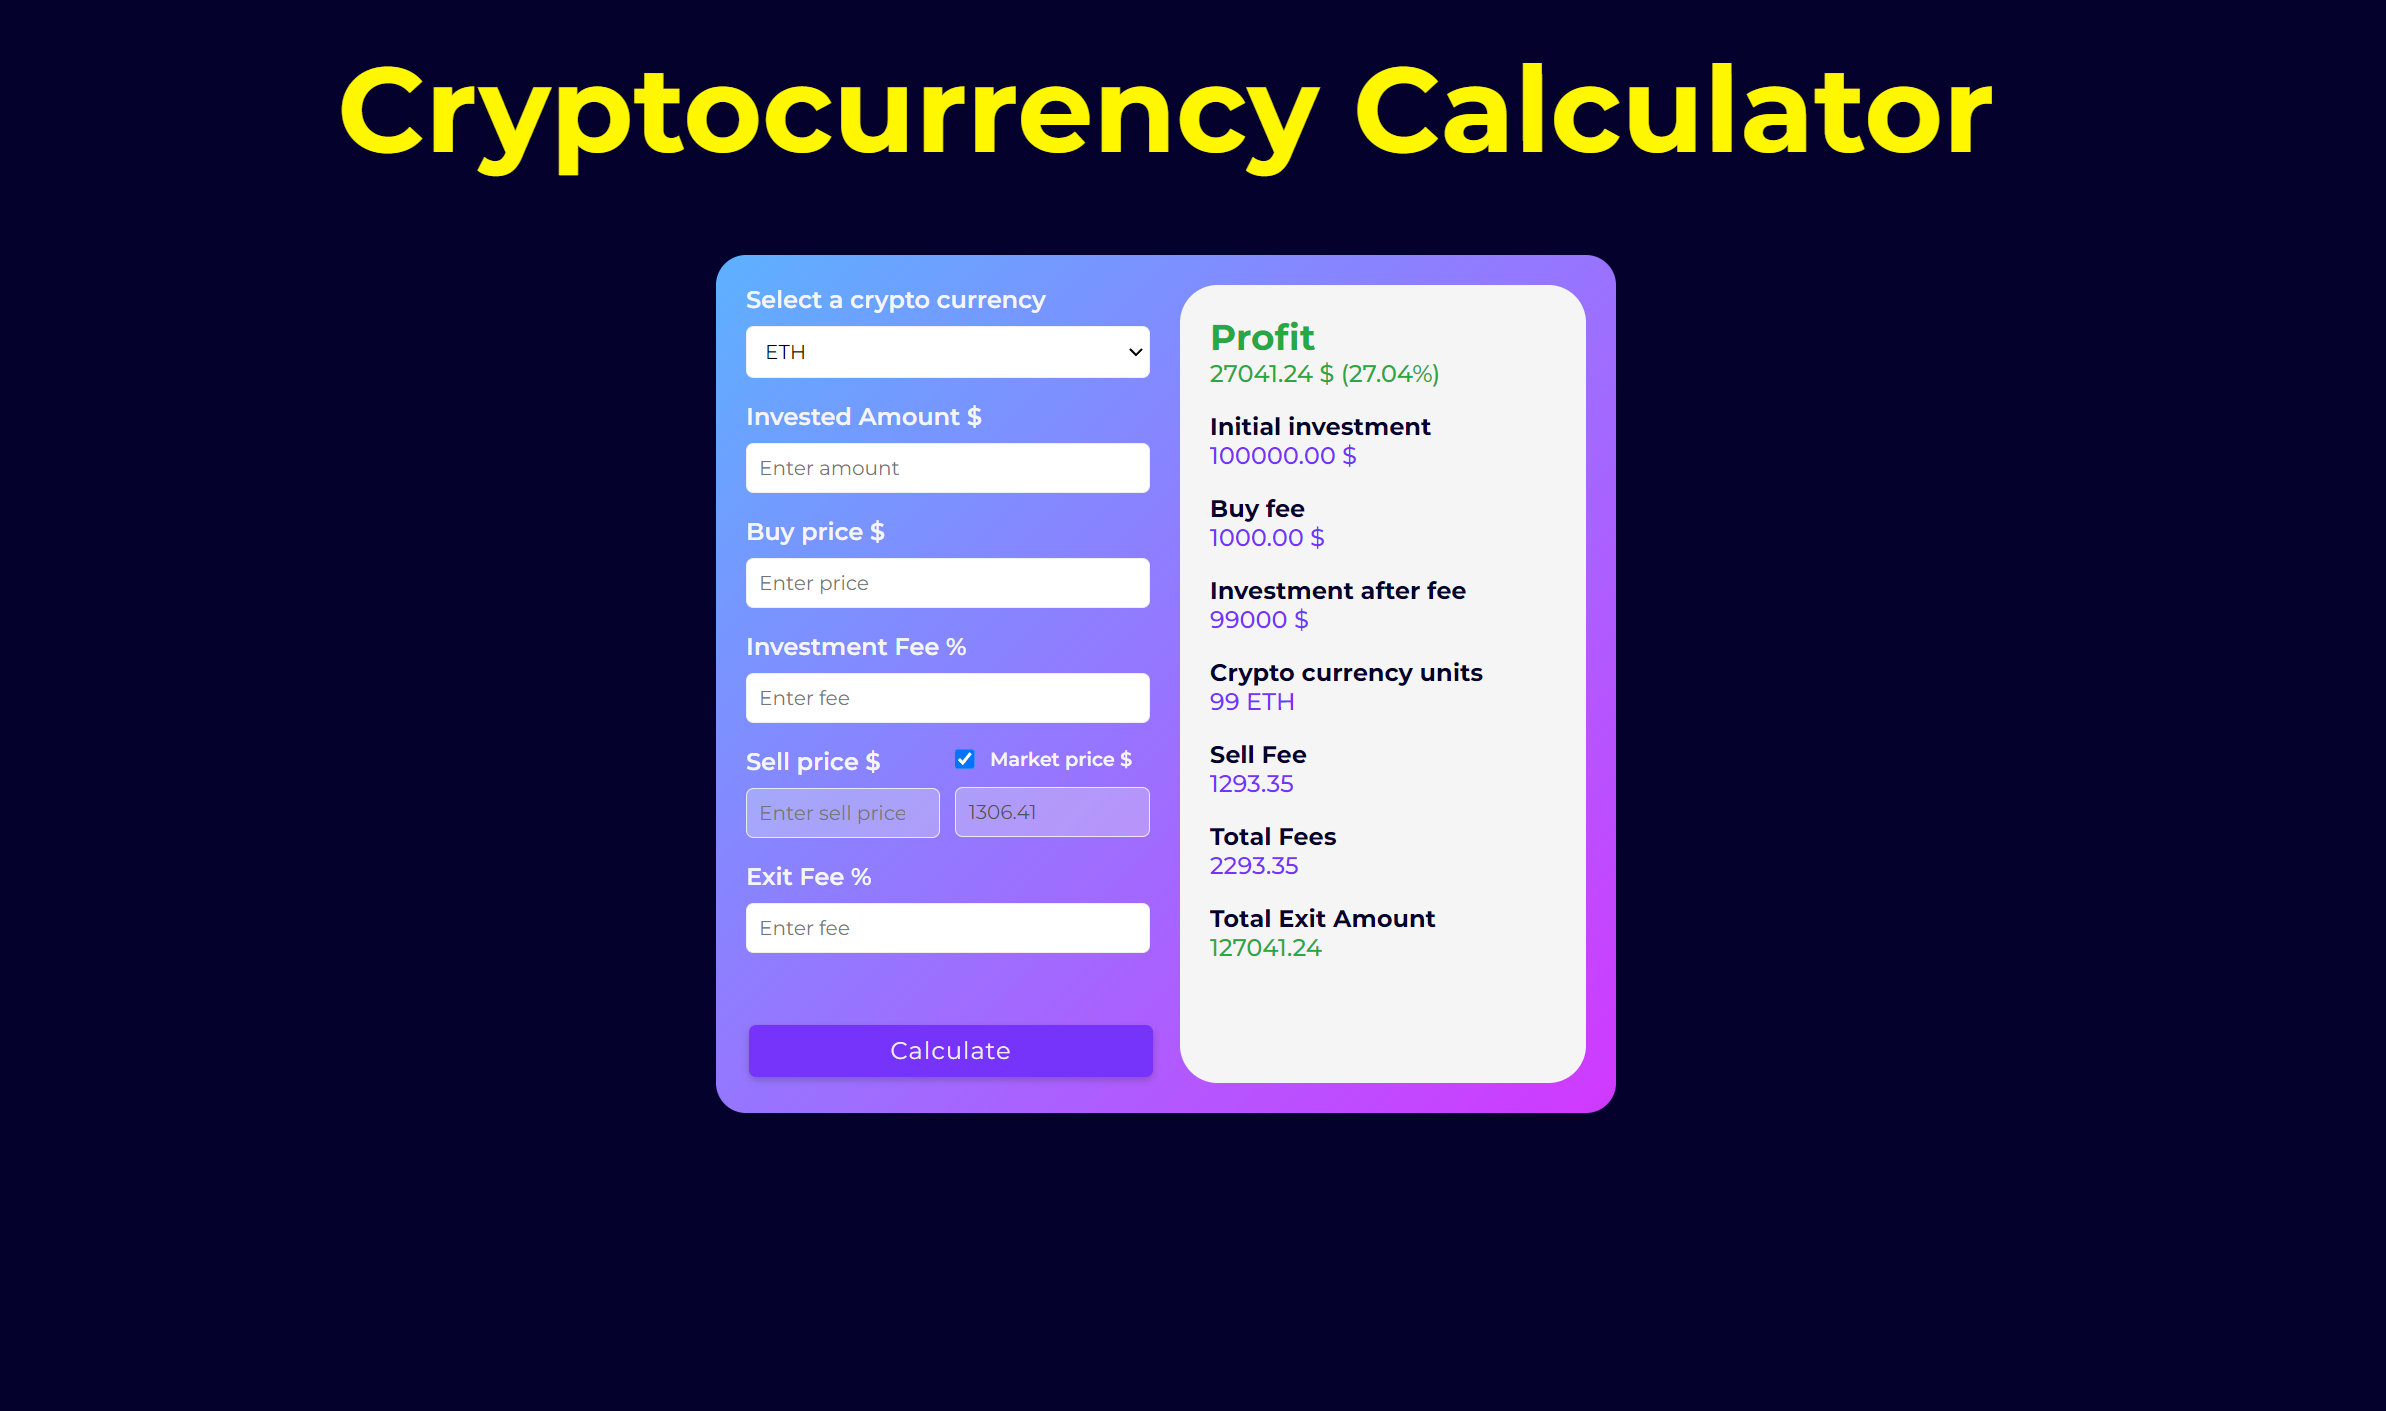 Cryptocurrency Calculator
Select a crypto currency
ETH
Invested Amount $
Enter amount
Buy price $
Enter price
Investment Fee %
Enter fee
Sell price $
Market price $
Enter sell price
1306.41
Exit Fee %
Enter fee
Calculate
Profit
27041.24 $ (27.04%)
Initial investment
100000.00 $
Buy fee
1000.00 $
Investment after fee
99000 $
Crypto currency units
99 ETH
Sell Fee
1293.35
Total Fees
2293.35
Total Exit Amount
127041.24